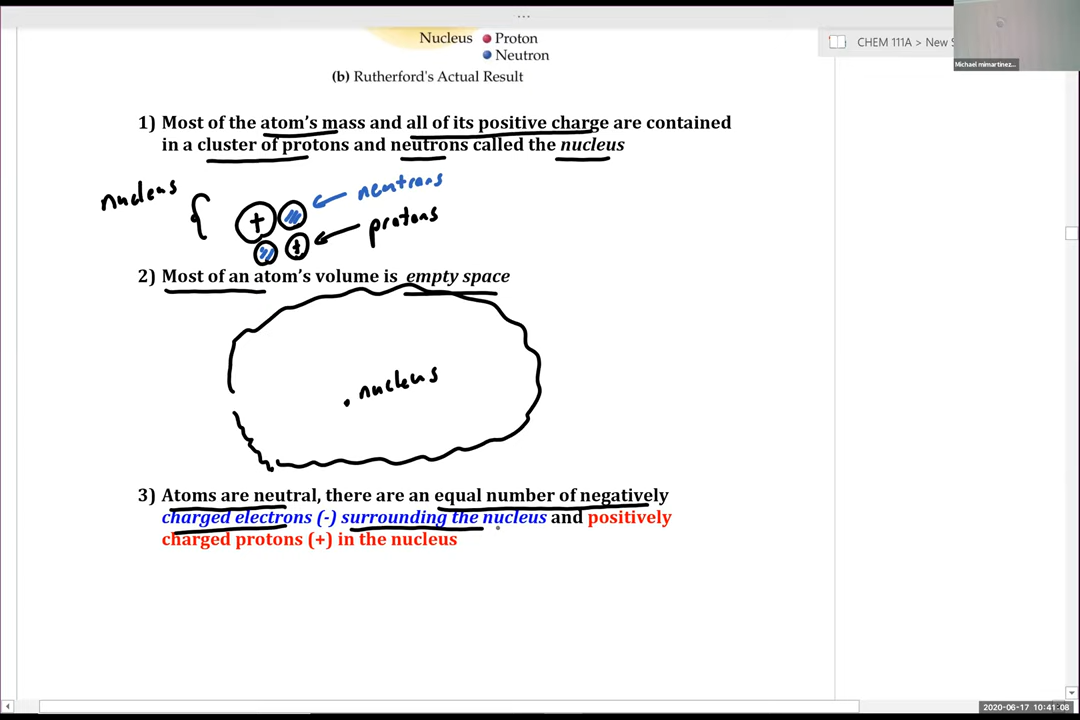 ...
Nucleus Proton
Neutron
(b) Rutherford's Actual Result
CHEM 111A > New
Michael mimartinez...
1) Most of the atom's mass and all of its positive charge are contained
in a cluster of protons and neutrons called the nucleus
nucleus
neutrons
+
protons
+
2) Most of an atom's volume is empty space
nucleus
3) Atoms are neutral, there are an equal number of negatively
charged electrons (-) surrounding the nucleus and positively
charged protons (+) in the nucleus
2020-06-17 10:41:08